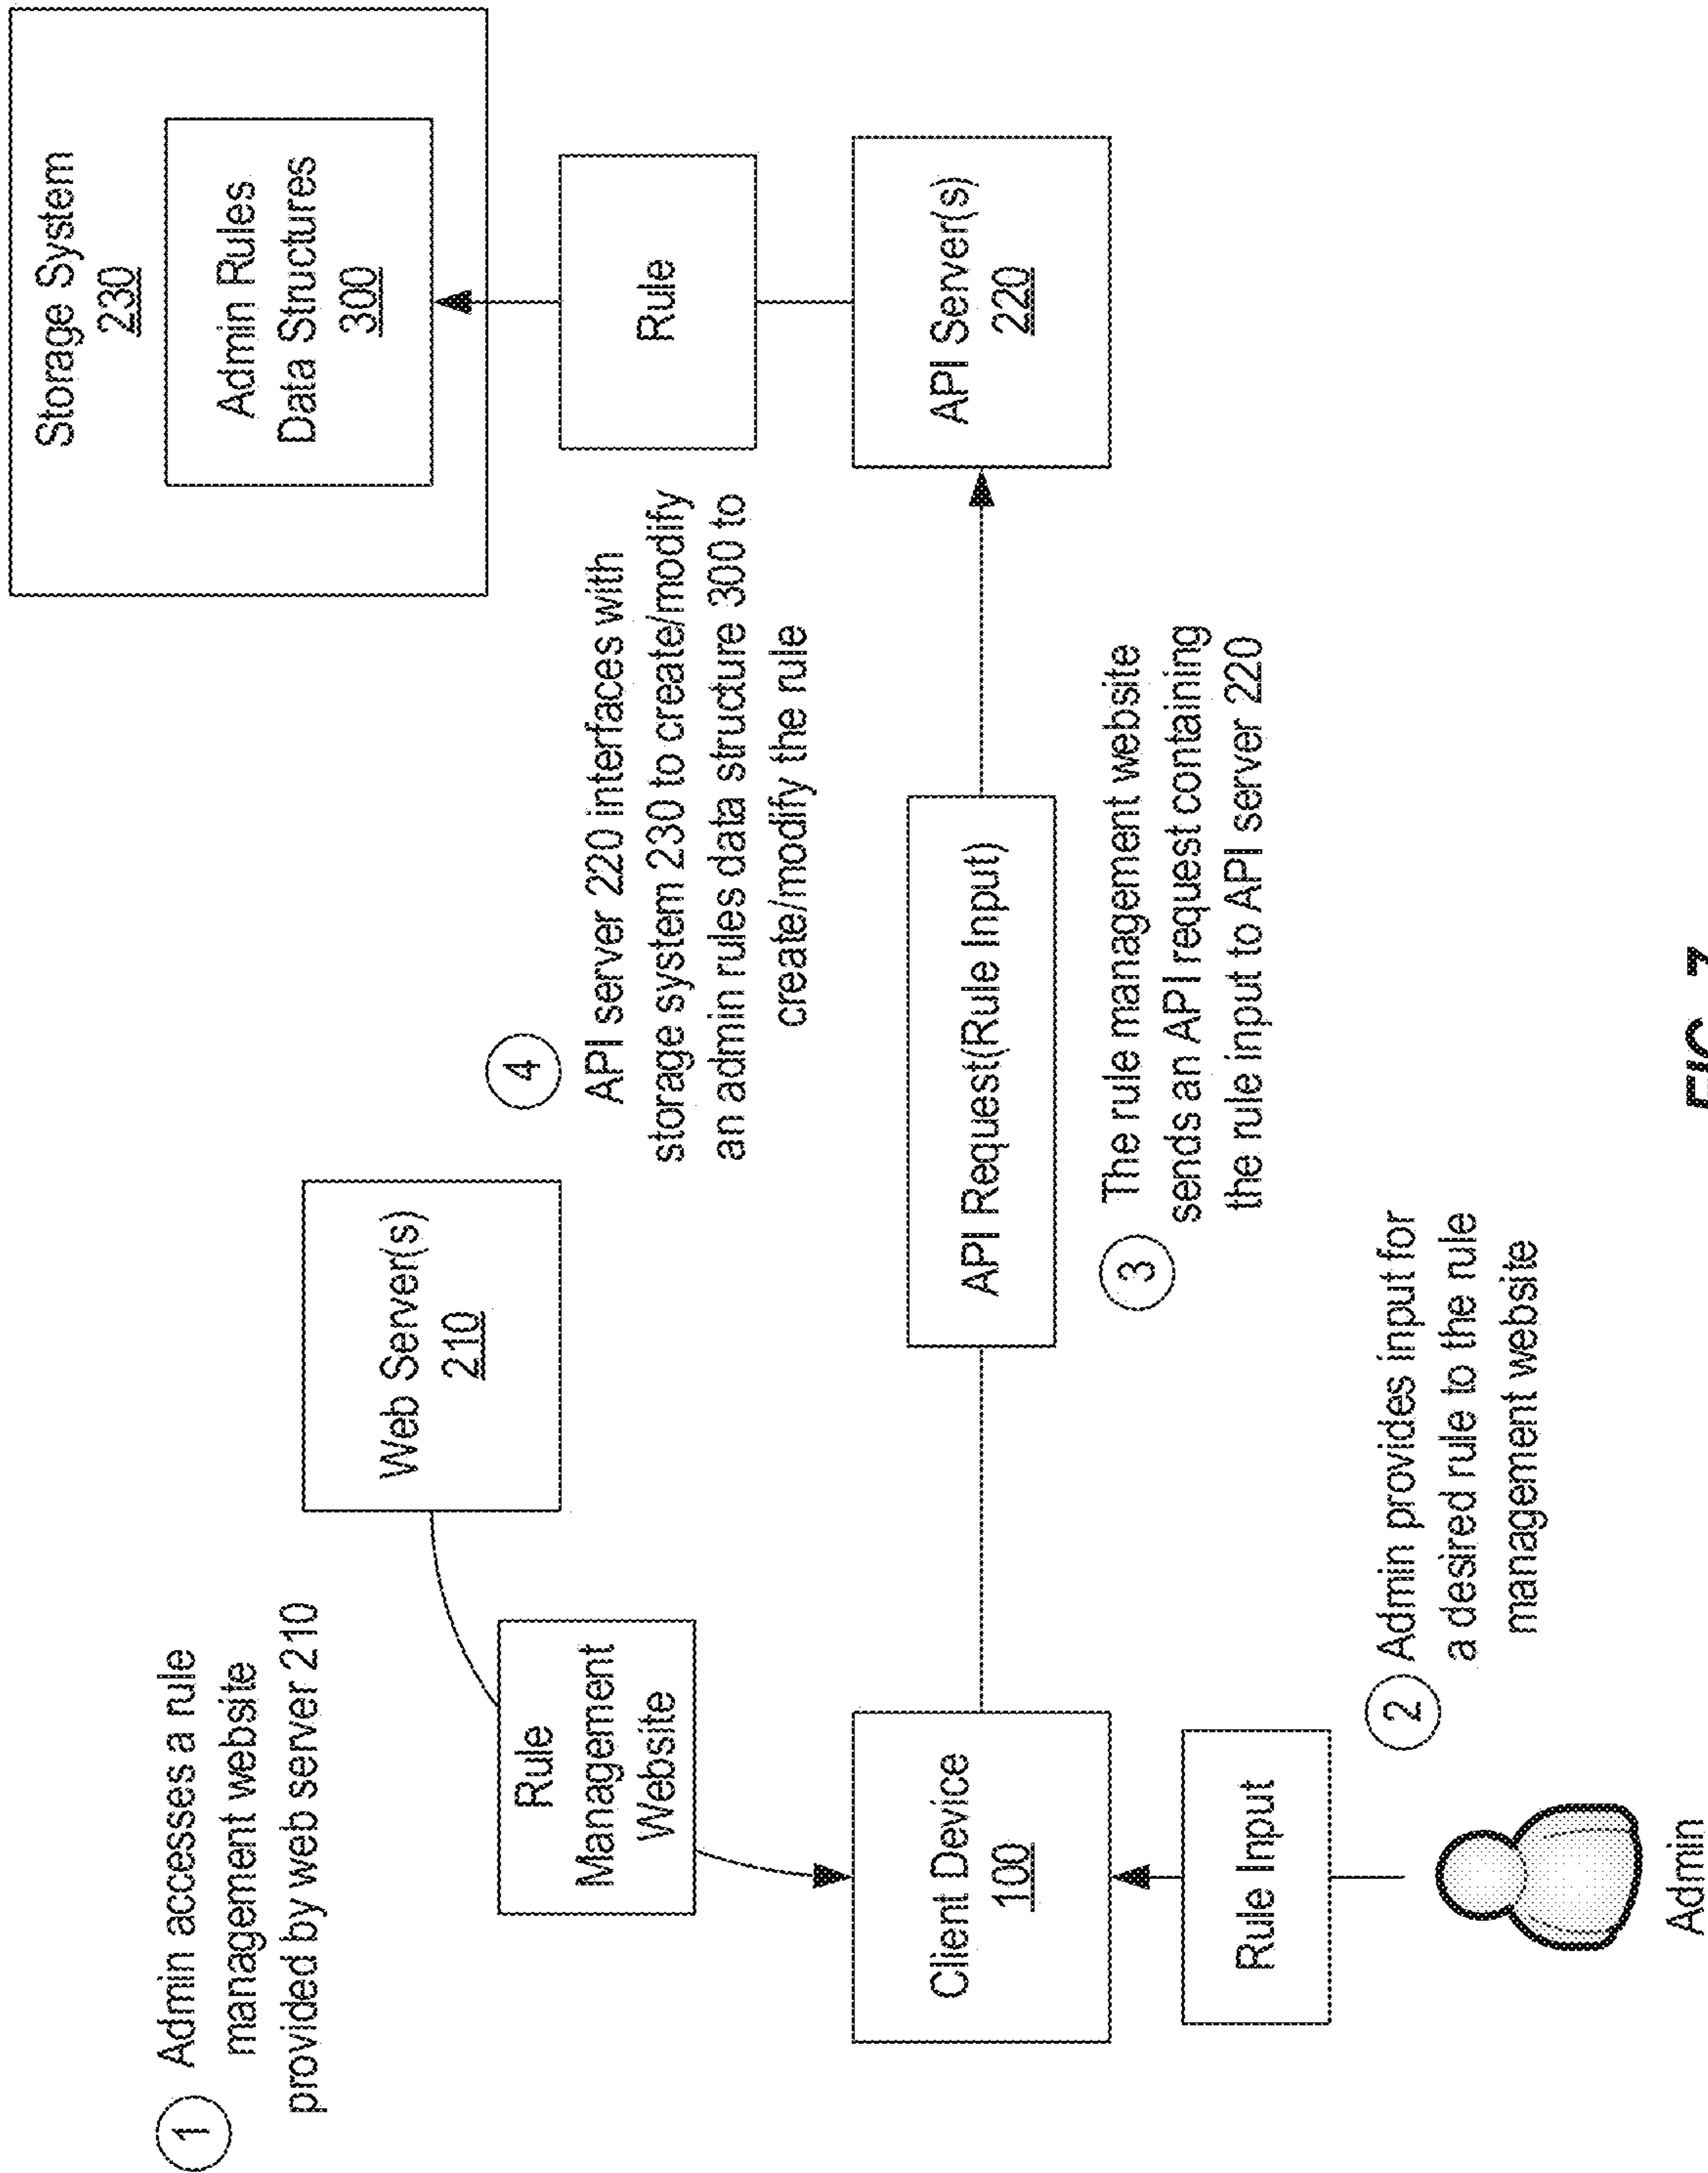 1
Admin accesses a rule
management website
provided by web server 210
Web Server(s)
210
Rule
Management
Website
Storage System
230
Admin Rules
Data Structures
300
4
API server 220 interfaces with
storage system 230 to create/modify
an admin rules data structure 300 to
create/modify the rule
Rule
Client Device
100
API Request(Rule Input)
API Server(s)
220
3
The rule management website
sends an API request containing
the rule input to API server 220
Rule Input
2
Admin provides input for
a desired rule to the rule
management website
Admin
FIG.